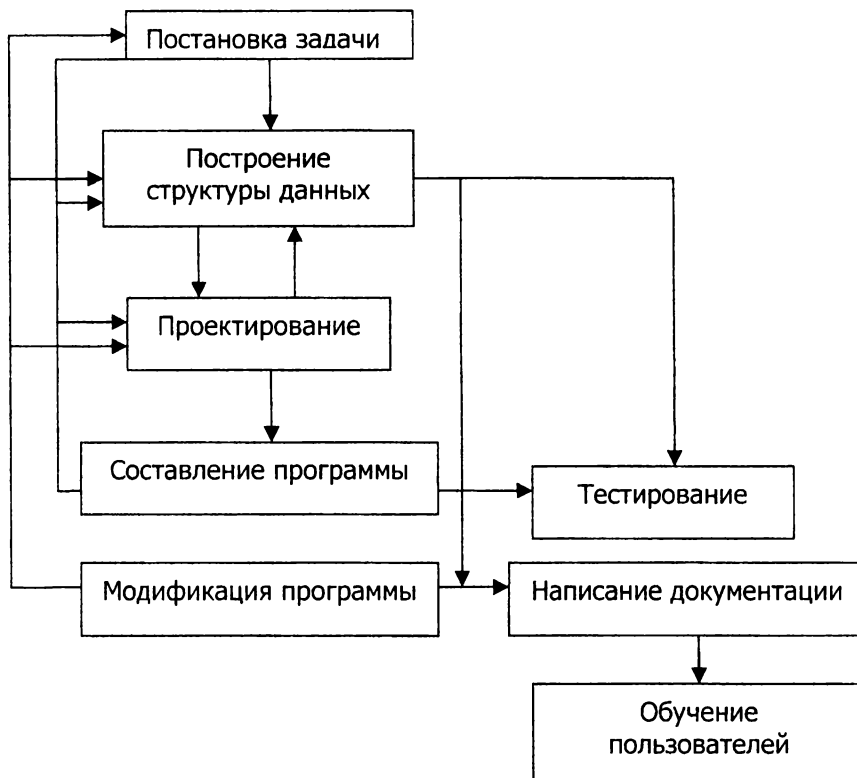 Постановка задачи
Построение
структуры данных
Проектирование
Составление программы
Тестирование
Модификация программы
Написание документации
Обучение
пользователей